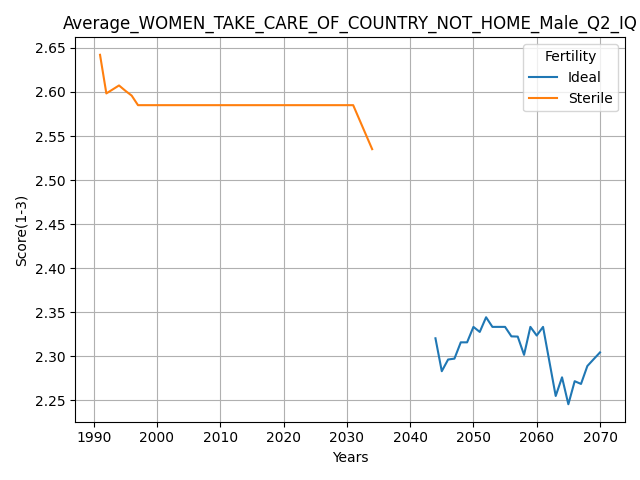 Average_WOMEN_TAKE_CARE_OF_COUNTRY_NOT_HOME_Male_Q2_IQ
Fertility
Ideal
Sterile
2.65
2.60
2.55
2.50
2.45
2.40
2.35
2.30
2.25
Score(1-3)
1990 2000 2010 2020 2030 2040 2050 2060 2070
Years